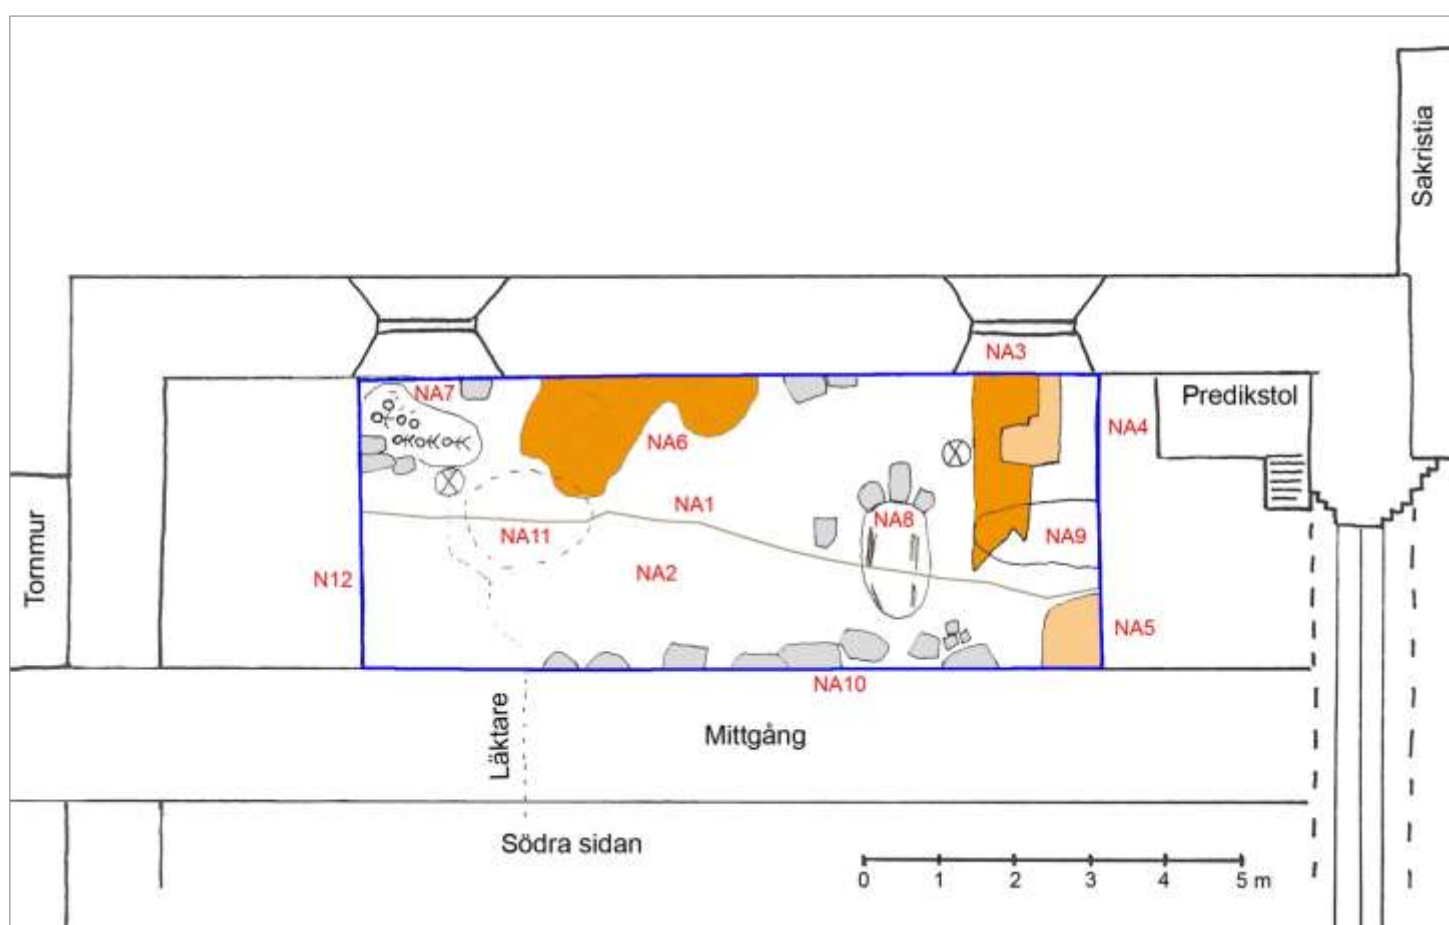 Sakristia
NA3
NA7
Predikstol
NA4
NA6
NA1
NA8
NA11
NA9
NA2
N12
Tornmur
NA5
NA10
Läktare
Mittgång
Södra sidan
0 1 2 3 4 5 m